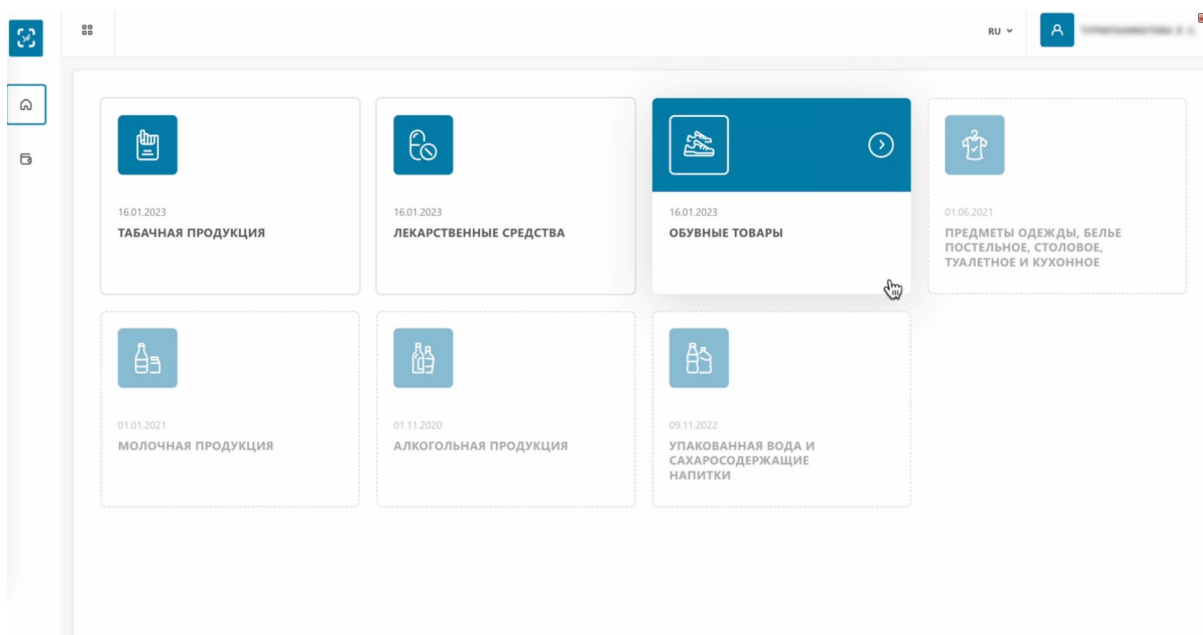 RU
16.01.2023
ТАБАЧНАЯ ПРОДУКЦИЯ
16.01.2023
ЛЕКАРСТВЕННЫЕ СРЕДСТВА
16.01.2023
ОБУВНЫЕ ТОВАРЫ
01.06.2021
ПРЕДМЕТЫ ОДЕЖДЫ, БЕЛЬЕ
ПОСТЕЛЬНОЕ, СТОЛОВОЕ,
ТУАЛЕТНОЕ И КУХОННОЕ
01.01.2021
МОЛОЧНАЯ ПРОДУКЦИЯ
01.11.2020
АЛКОГОЛЬНАЯ ПРОДУКЦИЯ
09.11.2022
УПАКОВАННАЯ ВОДА И
САХАРОСОДЕРЖАЩИЕ
НАПИТКИ